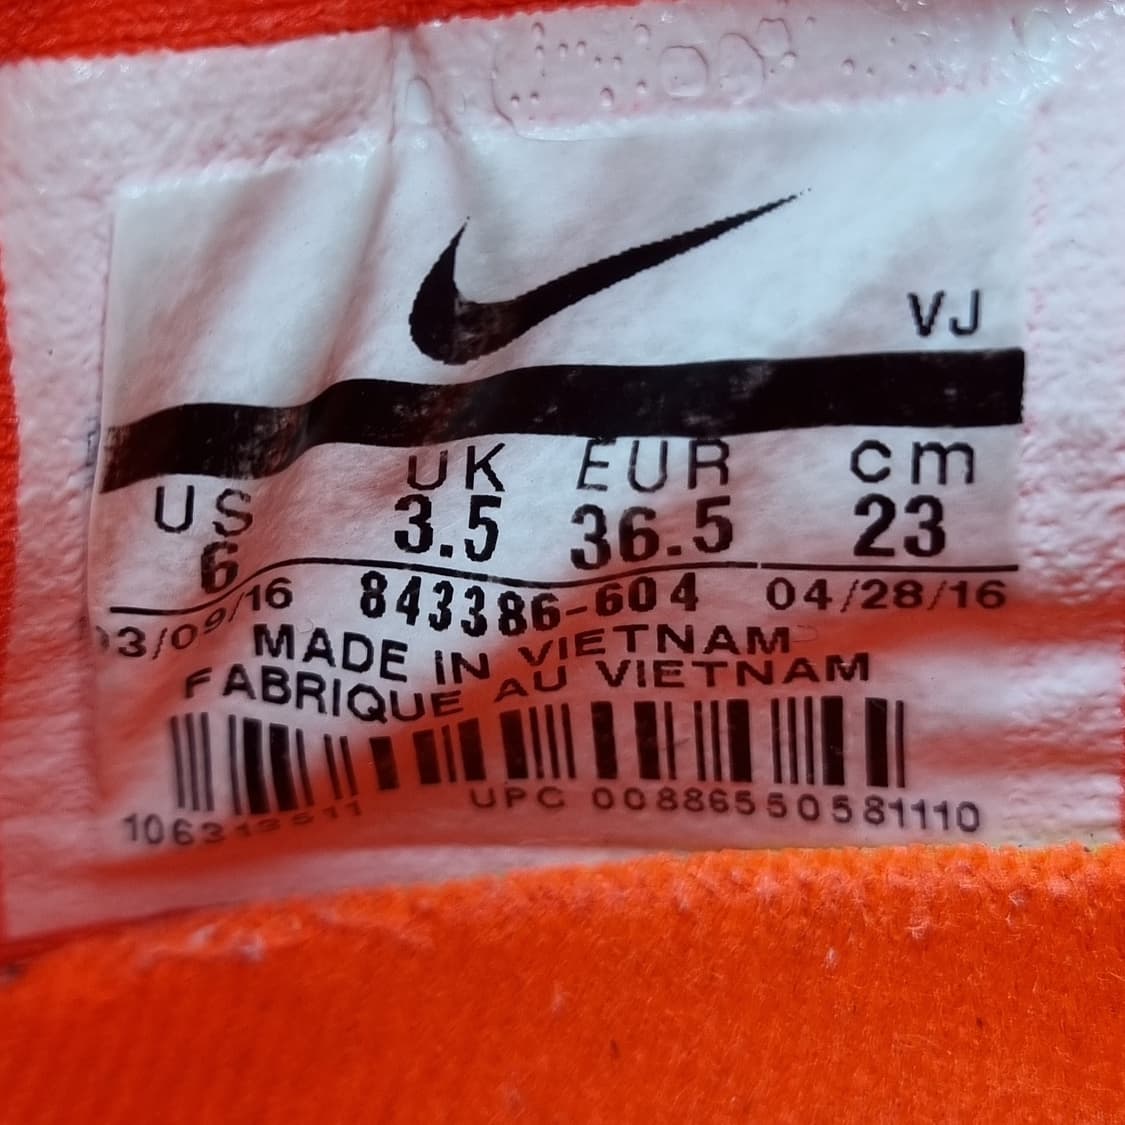 VJ
US UK EUR cm
6 3.5 36.5 23
03/09/16 843386-604 04/28/16
MADE IN VIETNAM
FABRIQUE AU VIETNAM
UPC 00886550581110